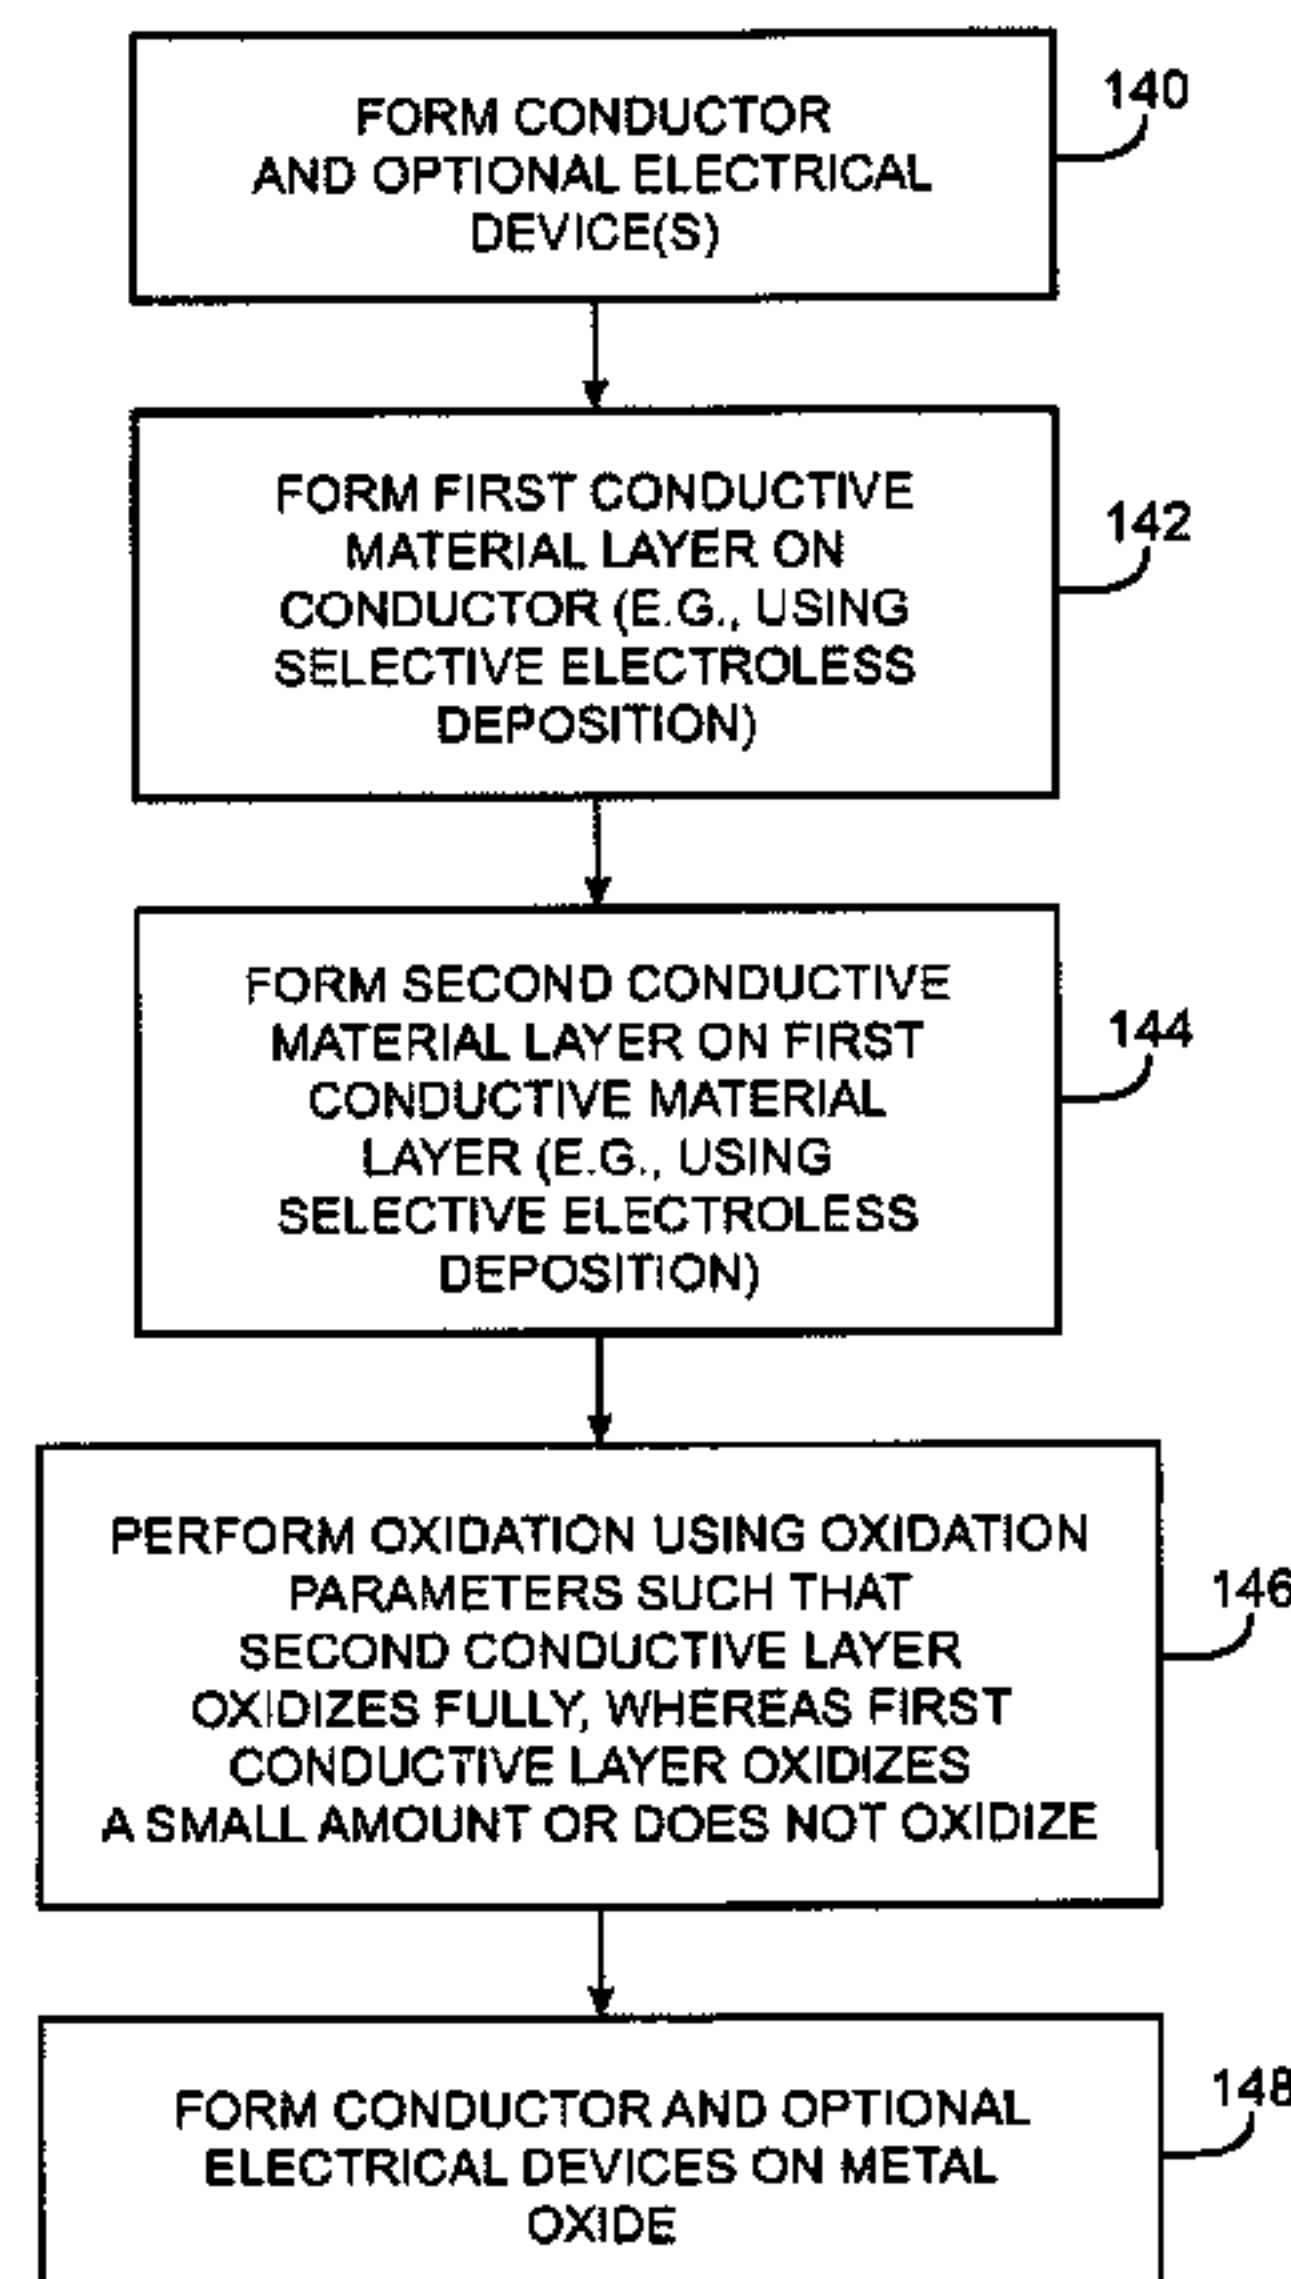 FORM CONDUCTOR
AND OPTIONAL ELECTRICAL
DEVICE(S)
140
FORM FIRST CONDUCTIVE
MATERIAL LAYER ON
CONDUCTOR (E.G., USING
SELECTIVE ELECTROLESS
DEPOSITION)
142
FORM SECOND CONDUCTIVE
MATERIAL LAYER ON FIRST
CONDUCTIVE MATERIAL
LAYER (E.G., USING
SELECTIVE ELECTROLESS
DEPOSITION)
144
PERFORM OXIDATION USING OXIDATION
PARAMETERS SUCH THAT
SECOND CONDUCTIVE LAYER
OXIDIZES FULLY, WHEREAS FIRST
CONDUCTIVE LAYER OXIDIZES
A SMALL AMOUNT OR DOES NOT OXIDIZE
146
FORM CONDUCTOR AND OPTIONAL
ELECTRICAL DEVICES ON METAL
OXIDE
148